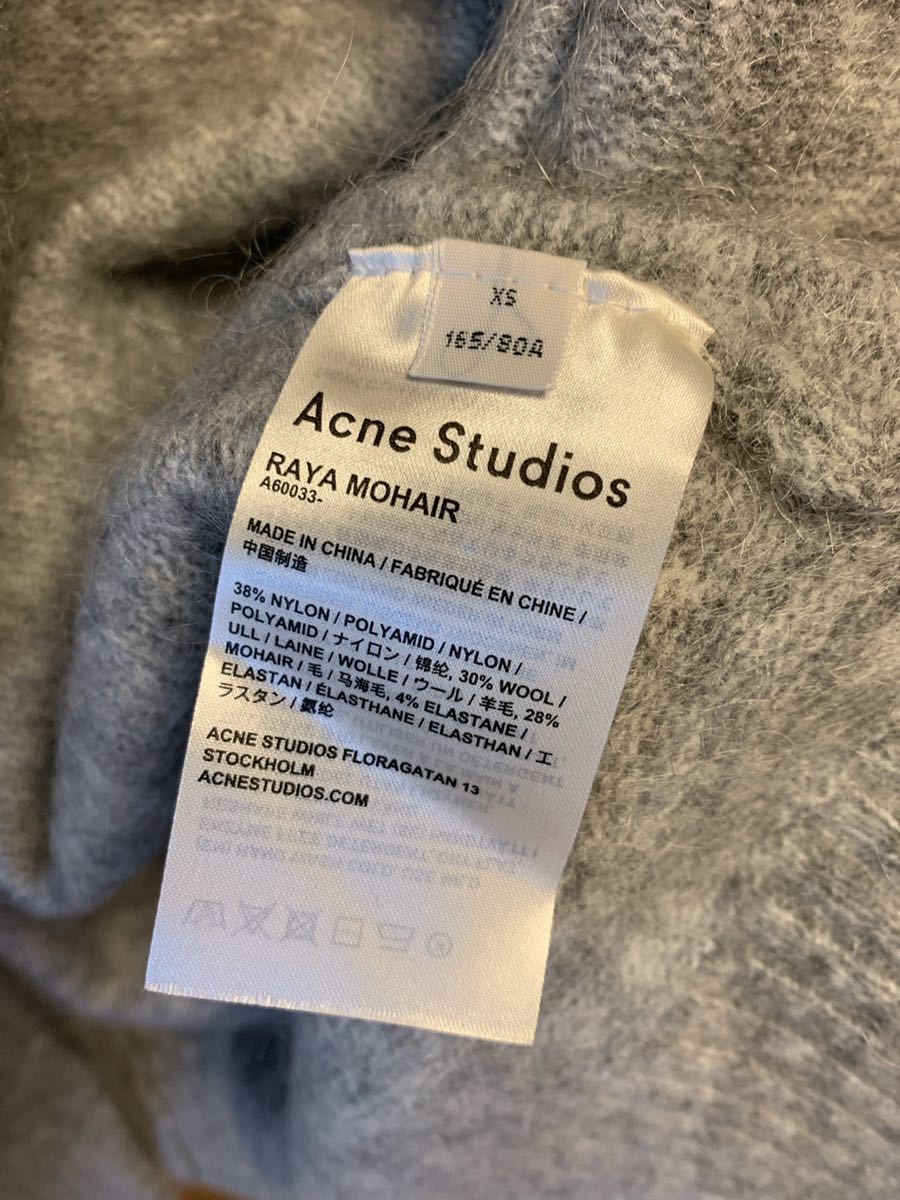 XS
165/80A
Acne Studios
RAYA MOHAIR
A60033-
MADE IN CHINA / FABRIQUÉ EN CHINE /
中国制造
38% NYLON / POLYAMID / NYLON /
POLYAMID / ナイロン / 锦纶, 30% WOOL /
ULL / LAINE / WOLLE / ウール / 羊毛, 28%
MOHAIR / 毛 / 马海毛, 4% ELASTANE /
ELASTAN / ÉLASTHANE / ELASTHAN / エ
ラスタン / 氨纶
ACNE STUDIOS FLORAGATAN 13
STOCKHOLM
ACNESTUDIOS.COM